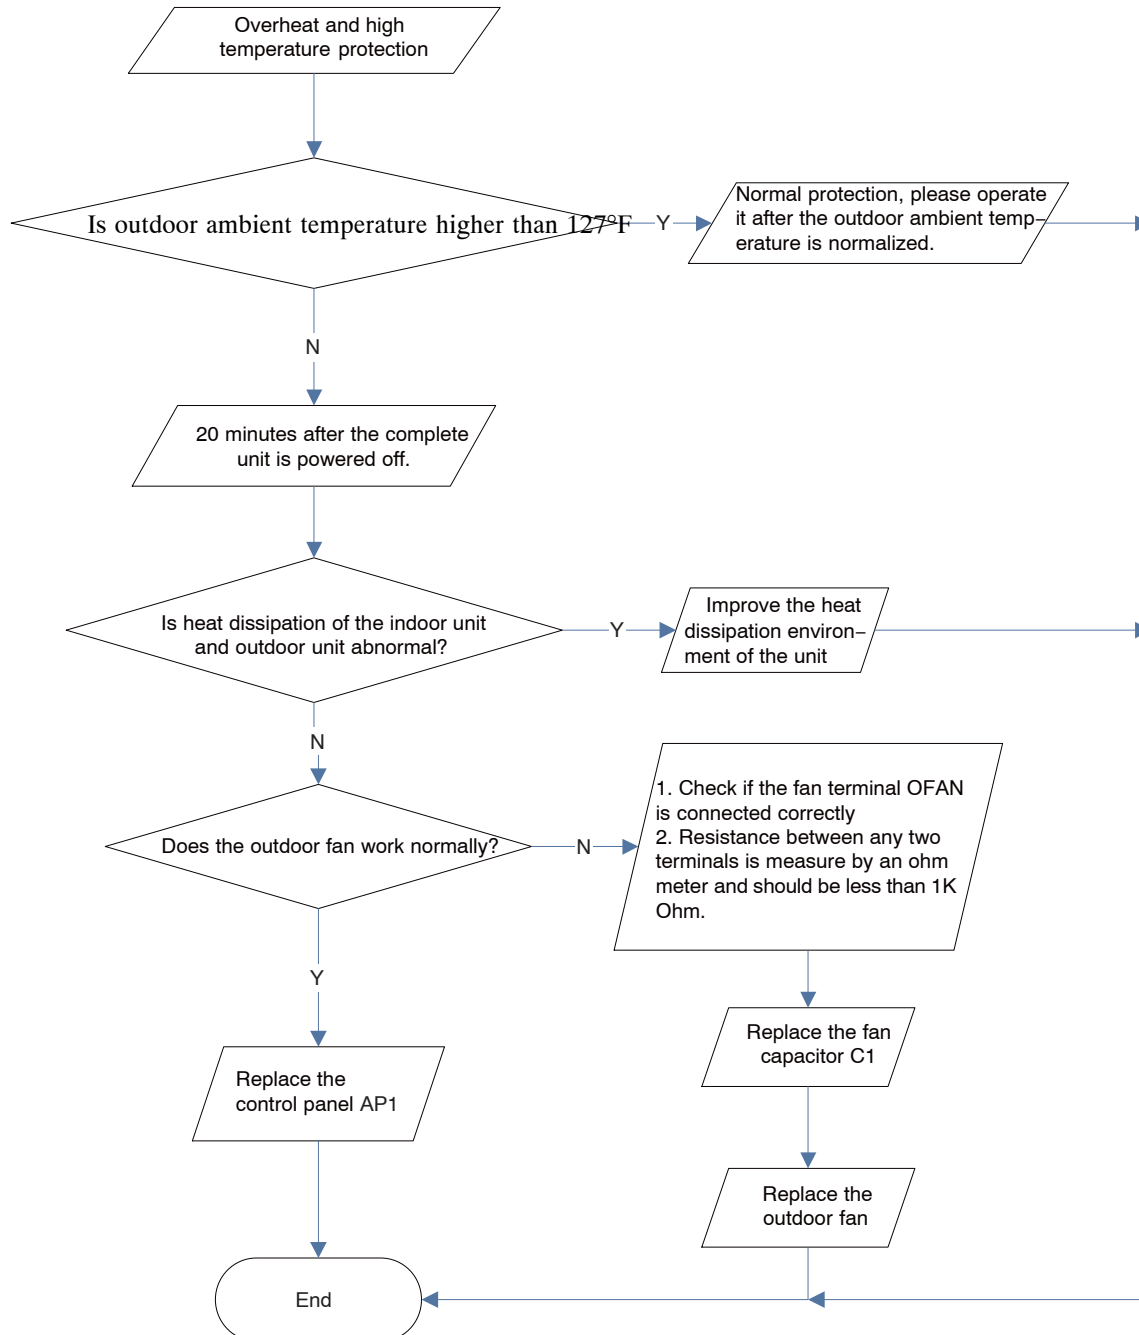 Overheat and high
temperature protection
Is outdoor ambient temperature higher than 127°F
Y
Normal protection, please operate
it after the outdoor ambient temp-
erature is normalized.
N
20 minutes after the complete
unit is powered off.
Is heat dissipation of the indoor unit
and outdoor unit abnormal?
Y
Improve the heat
dissipation environ-
ment of the unit
N
Does the outdoor fan work normally?
N
1. Check if the fan terminal OFAN
is connected correctly
2. Resistance between any two
terminals is measure by an ohm
meter and should be less than 1K
Ohm.
Y
Replace the fan
capacitor C1
Replace the
control panel AP1
Replace the
outdoor fan
End